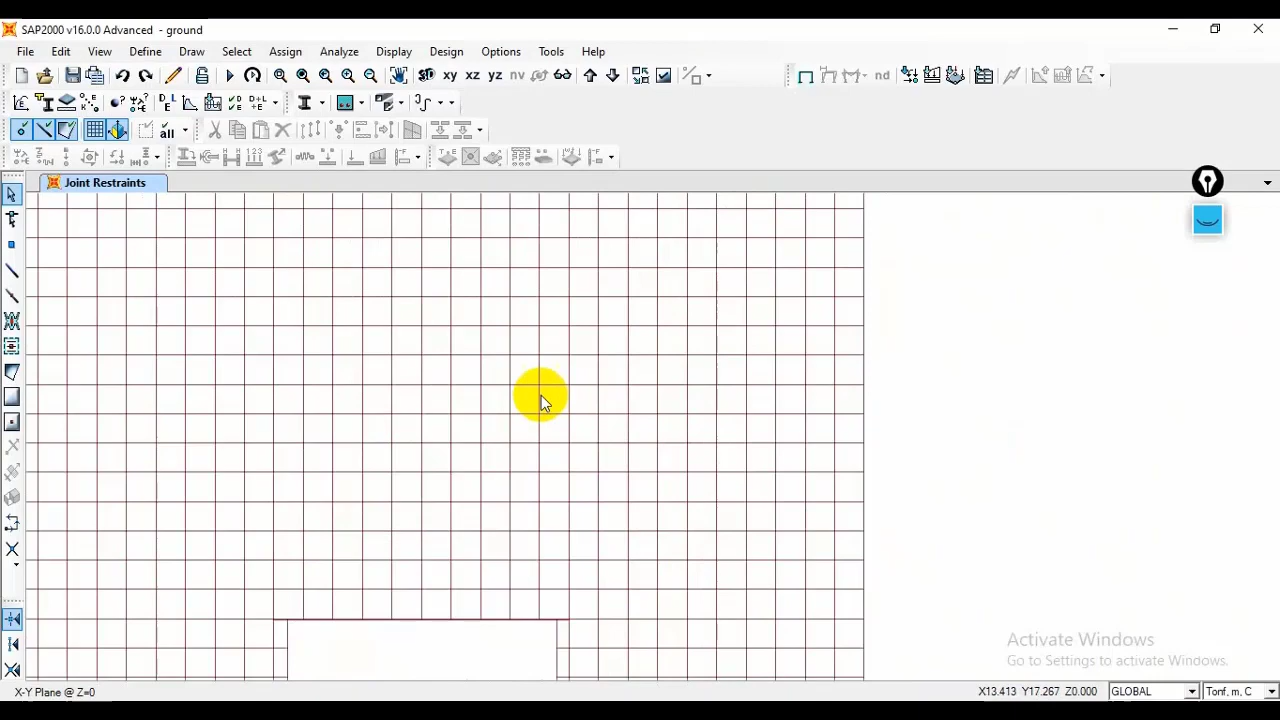 SAP2000 v16.0.0 Advanced - ground
File Edit View Define Draw Select Assign Analyze Display Design Options Tools Help
xy xz yz nv nd
all
Joint Restraints
Activate Windows
Go to Settings to activate Windows.
X-Y Plane @ Z=0
X13.413 Y17.267 Z0.000
GLOBAL
Tonf, m, C